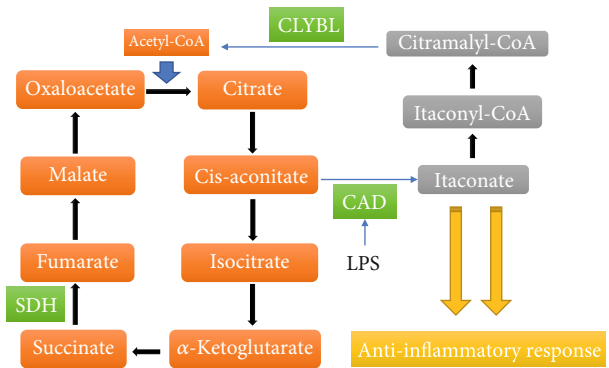 CLYBL
Acetyl-CoA
Citramalyl-CoA
Oxaloacetate
Citrate
Itaconyl-CoA
Malate
Cis-aconitate
Itaconate
CAD
Fumarate
Isocitrate
LPS
SDH
Succinate
α-Ketoglutarate
Anti-inflammatory response